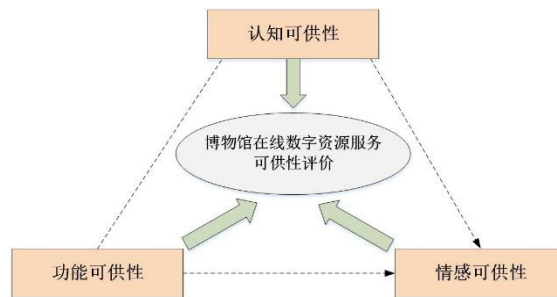 认知可供性
博物馆在线数字资源服务
可供性评价
功能可供性
情感可供性